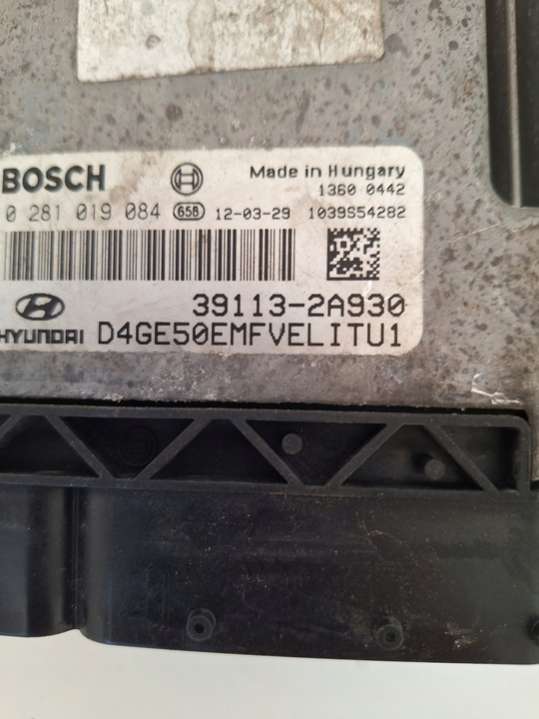 BOSCH
Made in Hungary
1360 0442
0 281 019 084 658 12-03-29 1039S54282
39113-2A930
HYUNDAI D4GE50EMFVELITU1